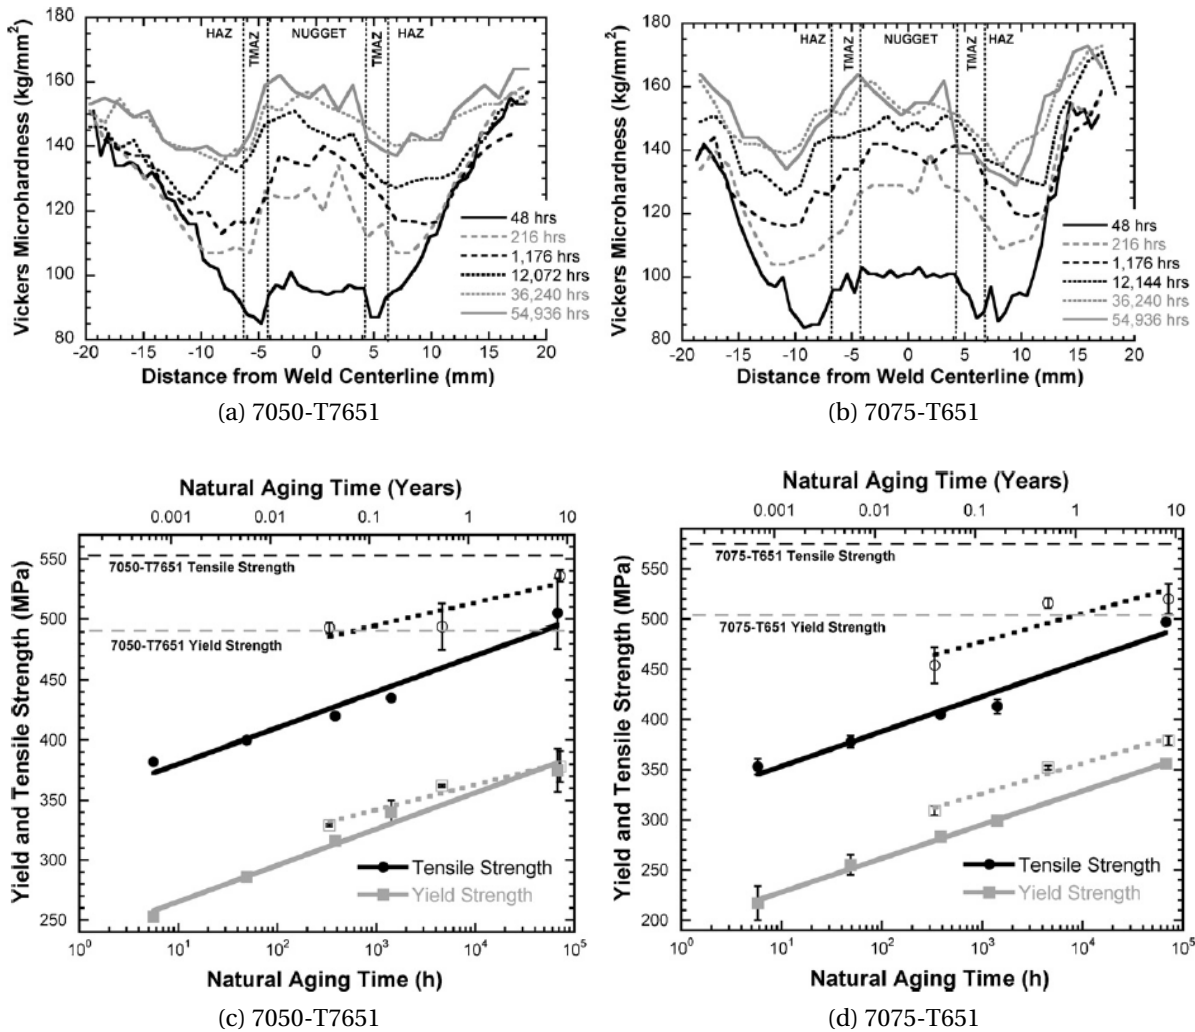 180
160
140
120
100
80
Vickers Microhardness (kg/mm²)
HAZ
TMAZ
NUGGET
TMAZ
HAZ
48 hrs
216 hrs
1,176 hrs
12,072 hrs
36,240 hrs
54,936 hrs
-20 -15 -10 -5 0 5 10 15 20
Distance from Weld Centerline (mm)
(a) 7050-T7651
180
160
140
120
100
80
Vickers Microhardness (kg/mm²)
HAZ
TMAZ
NUGGET
TMAZ
HAZ
48 hrs
216 hrs
1,176 hrs
12,144 hrs
36,240 hrs
54,936 hrs
-20 -15 -10 -5 0 5 10 15 20
Distance from Weld Centerline (mm)
(b) 7075-T651
Natural Aging Time (Years)
0.001 0.01 0.1 1 10
550
500
450
400
350
300
250
Yield and Tensile Strength (MPa)
7050-T7651 Tensile Strength
7050-T7651 Yield Strength
Tensile Strength
Yield Strength
10⁰ 10¹ 10² 10³ 10⁴ 10⁵
Natural Aging Time (h)
(c) 7050-T7651
Natural Aging Time (Years)
0.001 0.01 0.1 1 10
550
500
450
400
350
300
250
200
Yield and Tensile Strength (MPa)
7075-T651 Tensile Strength
7075-T651 Yield Strength
Tensile Strength
Yield Strength
10⁰ 10¹ 10² 10³ 10⁴ 10⁵
Natural Aging Time (h)
(d) 7075-T651